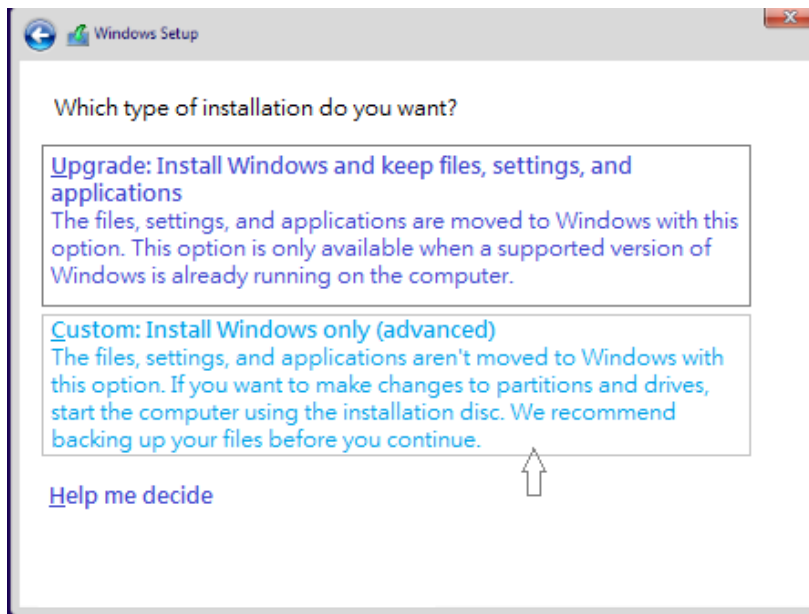 Windows Setup
Which type of installation do you want?
Upgrade: Install Windows and keep files, settings, and
applications
The files, settings, and applications are moved to Windows with this
option. This option is only available when a supported version of
Windows is already running on the computer.
Custom: Install Windows only (advanced)
The files, settings, and applications aren't moved to Windows with
this option. If you want to make changes to partitions and drives,
start the computer using the installation disc. We recommend
backing up your files before you continue.
Help me decide